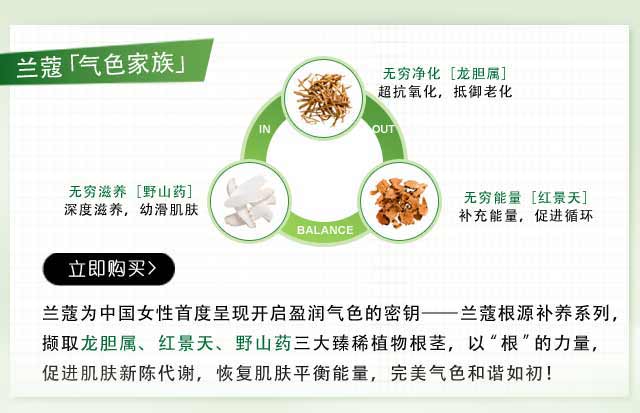 兰蔻「气色家族」
无穷净化［龙胆属］
超抗氧化，抵御老化
IN
OUT
无穷滋养［野山药］
深度滋养，幼滑肌肤
无穷能量［红景天］
补充能量，促进循环
BALANCE
立即购买>
兰蔻为中国女性首度呈现开启盈润气色的密钥——兰蔻根源补养系列，
撷取龙胆属、红景天、野山药三大臻稀植物根茎，以“根”的力量，
促进肌肤新陈代谢，恢复肌肤平衡能量，完美气色和谐如初！